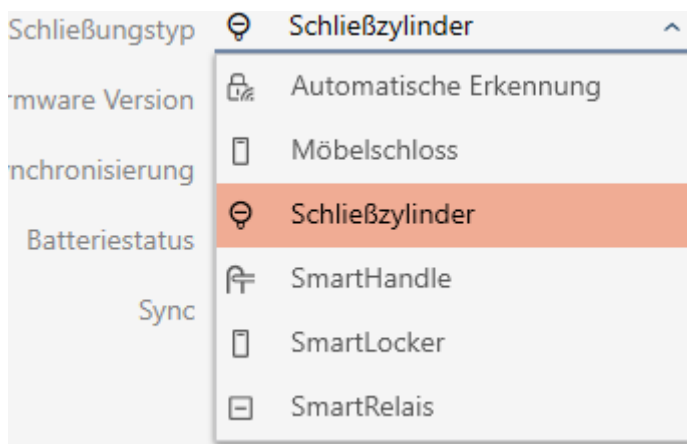 Schließungstyp Schließzylinder
Automatische Erkennung
rmware Version
Möbelschloss
nchronisierung
Schließzylinder
Batteriestatus
SmartHandle
Sync
SmartLocker
SmartRelais